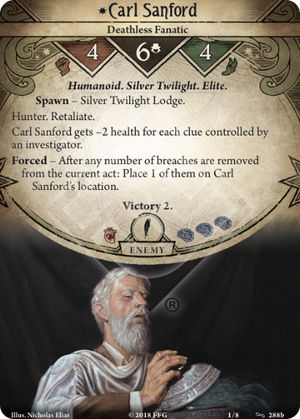 Carl Sanford
Deathless Fanatic
4 6 4
Humanoid. Silver Twilight. Elite.
Spawn – Silver Twilight Lodge.
Hunter. Retaliate.
Carl Sanford gets –2 health for each clue controlled by
an investigator.
Forced – After any number of breaches are removed
from the current act: Place 1 of them on Carl
Sanford's location.
Victory 2.
ENEMY
®
Illus. Nicholas Elias © 2018 FFG 1/8 288b